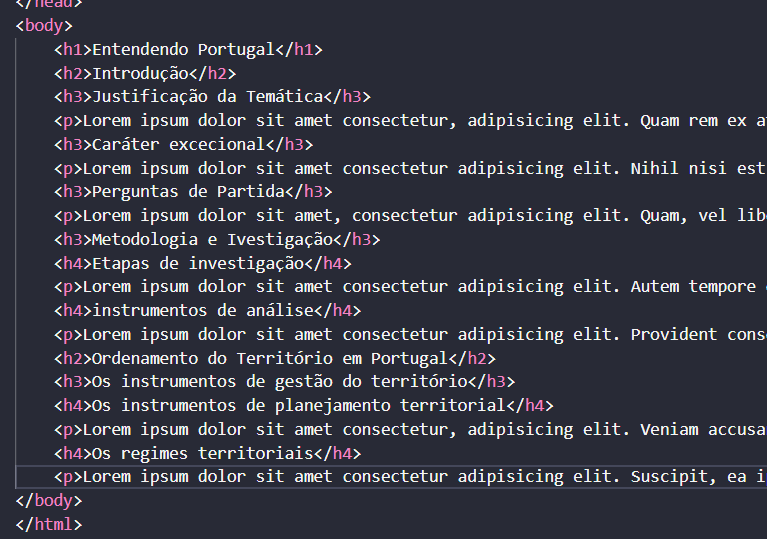 </head>
<body>
<h1>Entendendo Portugal</h1>
<h2>Introdução</h2>
<h3>Justificação da Temática</h3>
<p>Lorem ipsum dolor sit amet consectetur, adipisicing elit. Quam rem ex
<h3>Caráter excecional</h3>
<p>Lorem ipsum dolor sit amet consectetur adipisicing elit. Nihil nisi est
<h3>Perguntas de Partida</h3>
<p>Lorem ipsum dolor sit amet, consectetur adipisicing elit. Quam, vel lib
<h3>Metodologia e Ivestigação</h3>
<h4>Etapas de investigação</h4>
<p>Lorem ipsum dolor sit amet consectetur adipisicing elit. Autem tempore
<h4>instrumentos de análise</h4>
<p>Lorem ipsum dolor sit amet consectetur adipisicing elit. Provident cons
<h2>Ordenamento do Território em Portugal</h2>
<h3>Os instrumentos de gestão do território</h3>
<h4>Os instrumentos de planejamento territorial</h4>
<p>Lorem ipsum dolor sit amet consectetur, adipisicing elit. Veniam accusa
<h4>Os regimes territoriais</h4>
<p>Lorem ipsum dolor sit amet consectetur adipisicing elit. Suscipit, ea i
</body>
</html>